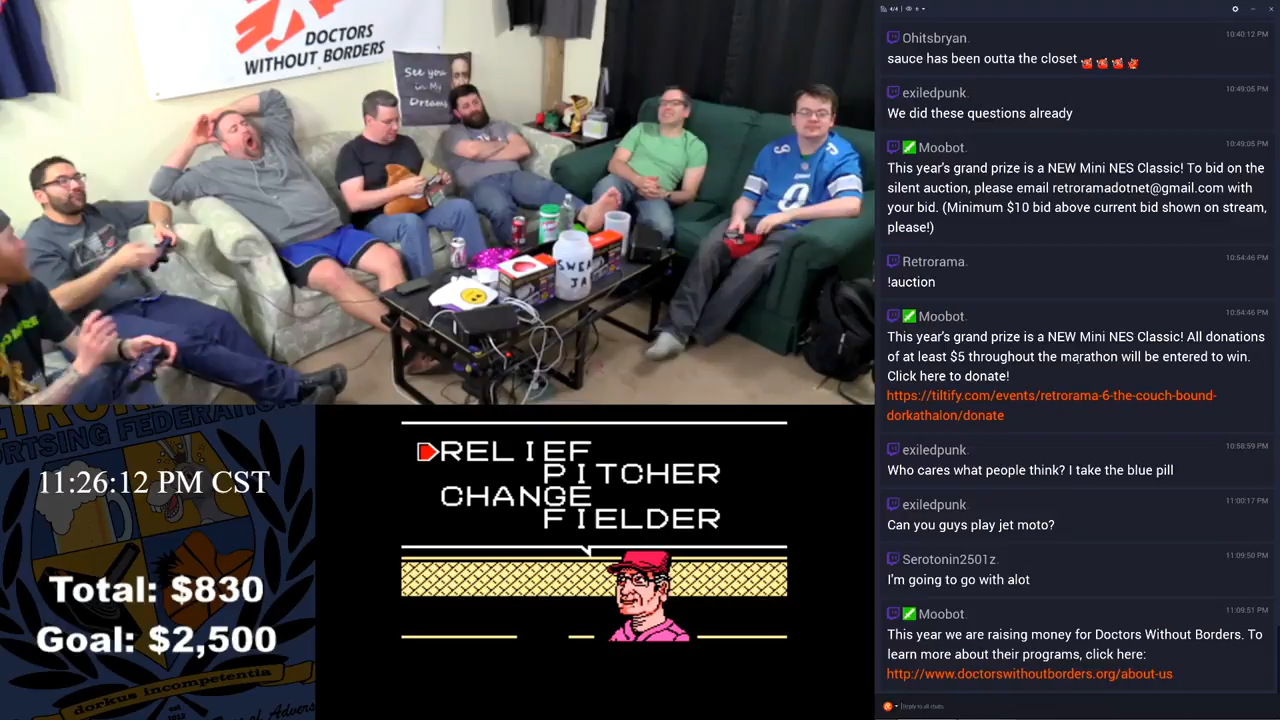 DOCTORS
WITHOUT BORDERS
See you
in My
Dreams
SWEA
JA
11:26:12 PM CST
Total: $830
Goal: $2,500
dorkus incompetentia
RELIEF
PITCHER
CHANGE
FIELDER
4/4
Ohitsbryan.
10:40:12 PM
sauce has been outta the closet
exiledpunk.
10:49:05 PM
We did these questions already
Moobot.
10:49:05 PM
This year's grand prize is a NEW Mini NES Classic! To bid on the
silent auction, please email retroramadotnet@gmail.com with
your bid. (Minimum $10 bid above current bid shown on stream,
please!)
Retrorama.
10:54:46 PM
!auction
Moobot.
10:54:46 PM
This year's grand prize is a NEW Mini NES Classic! All donations
of at least $5 throughout the marathon will be entered to win.
Click here to donate!
https://tiltify.com/events/retrorama-6-the-couch-bound-
dorkathalon/donate
exiledpunk.
10:58:59 PM
Who cares what people think? I take the blue pill
exiledpunk.
11:00:17 PM
Can you guys play jet moto?
Serotonin2501z.
11:09:50 PM
I'm going to go with alot
Moobot.
11:09:51 PM
This year we are raising money for Doctors Without Borders. To
learn more about their programs, click here:
http://www.doctorswithoutborders.org/about-us
Reply to all chats